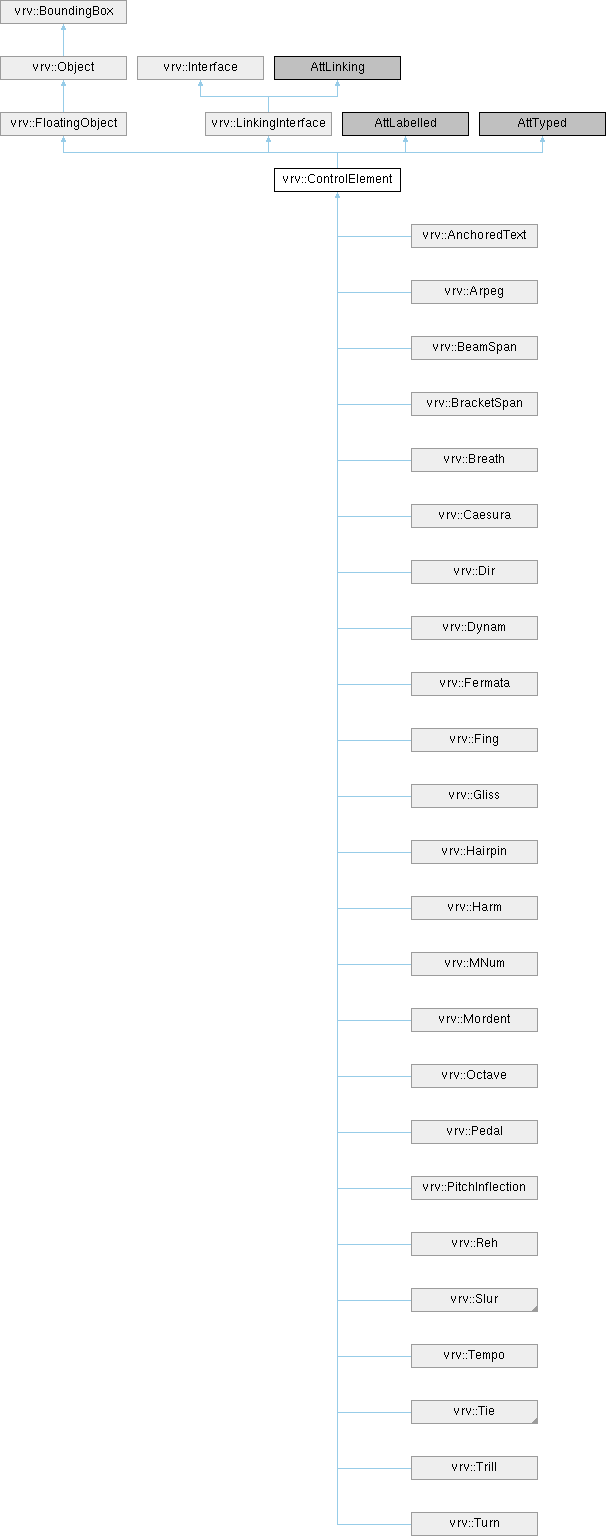 vrv::BoundingBox
vrv::Object
vrv::Interface
AttLinking
vrv::FloatingObject
vrv::LinkingInterface
AttLabelled
AttTyped
vrv::ControlElement
vrv::AnchoredText
vrv::Arpeg
vrv::BeamSpan
vrv::BracketSpan
vrv::Breath
vrv::Caesura
vrv::Dir
vrv::Dynam
vrv::Fermata
vrv::Fing
vrv::Gliss
vrv::Hairpin
vrv::Harm
vrv::MNum
vrv::Mordent
vrv::Octave
vrv::Pedal
vrv::PitchInflection
vrv::Reh
vrv::Slur
vrv::Tempo
vrv::Tie
vrv::Trill
vrv::Turn